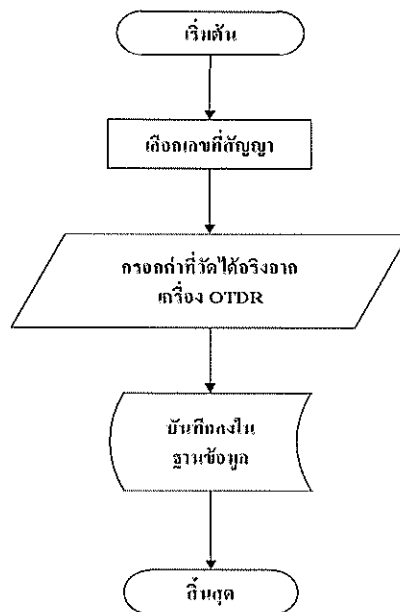 เริ่มต้น
เลือกเลขที่สัญญา
กรอกค่าที่วัดได้จริงจาก
เครื่อง OTDR
บันทึกลงใน
ฐานข้อมูล
สิ้นสุด